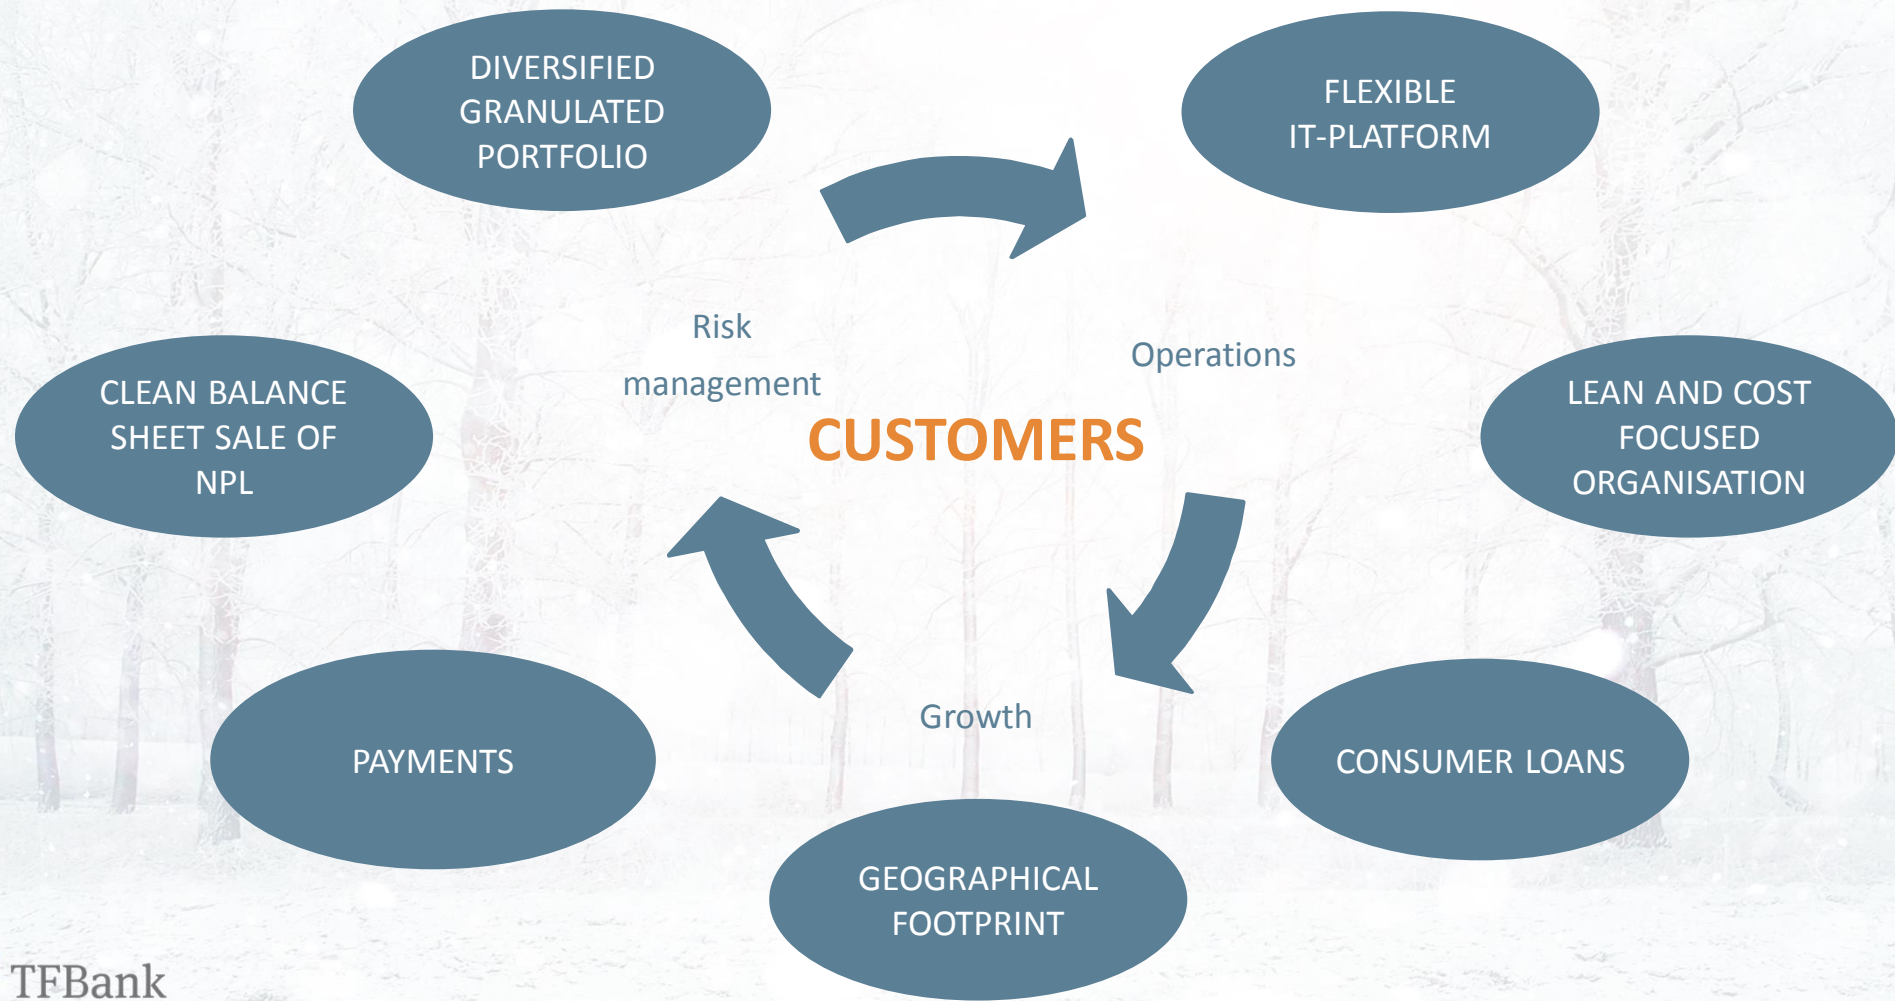 DIVERSIFIED
GRANULATED
PORTFOLIO
FLEXIBLE
IT-PLATFORM
Risk
management
Operations
CLEAN BALANCE
SHEET SALE OF
NPL
CUSTOMERS
LEAN AND COST
FOCUSED
ORGANISATION
Growth
PAYMENTS
CONSUMER LOANS
GEOGRAPHICAL
FOOTPRINT
TFBank